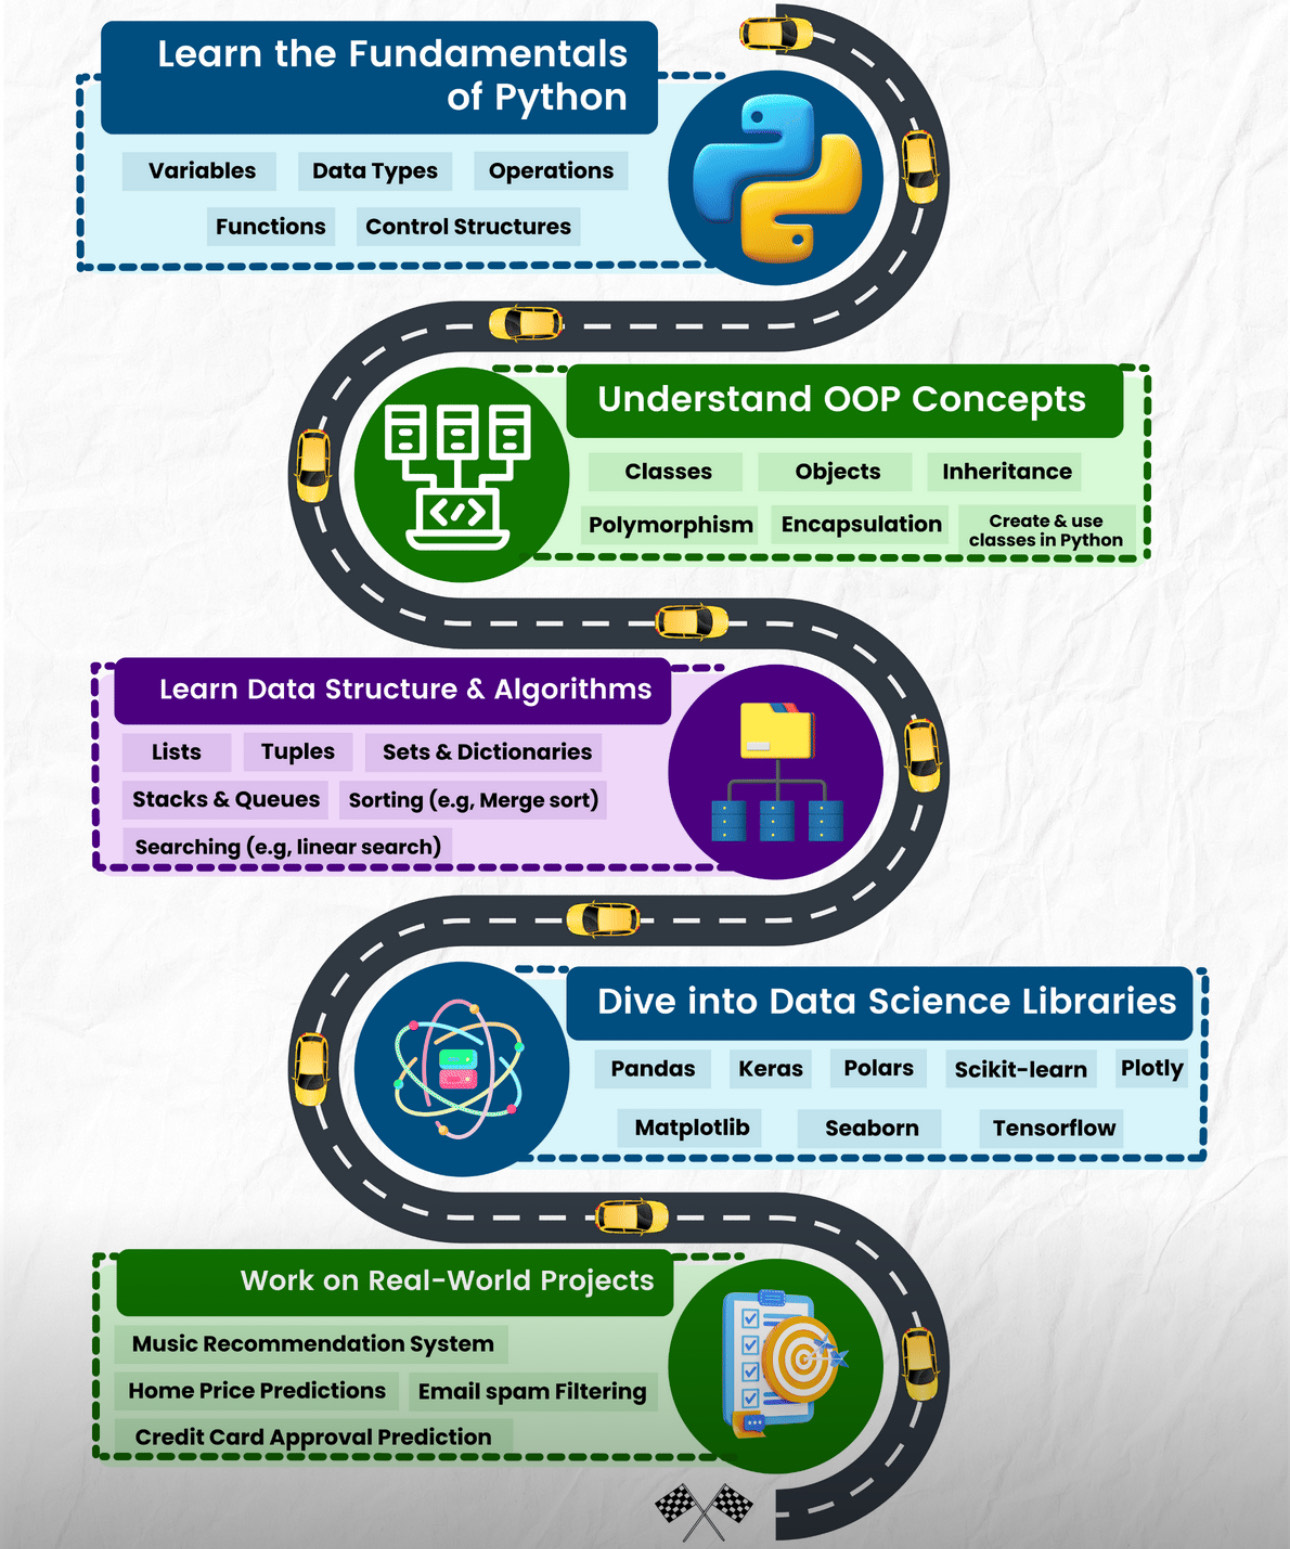 Learn the Fundamentals
of Python
Variables
Data Types
Operations
Functions
Control Structures
Understand OOP Concepts
Classes
Objects
Inheritance
Polymorphism
Encapsulation
Create & use
classes in Python
Learn Data Structure & Algorithms
Lists
Tuples
Sets & Dictionaries
Stacks & Queues
Sorting (e.g, Merge sort)
Searching (e.g, linear search)
Dive into Data Science Libraries
Pandas
Keras
Polars
Scikit-learn
Plotly
Matplotlib
Seaborn
Tensorflow
Work on Real-World Projects
Music Recommendation System
Home Price Predictions
Email spam Filtering
Credit Card Approval Prediction